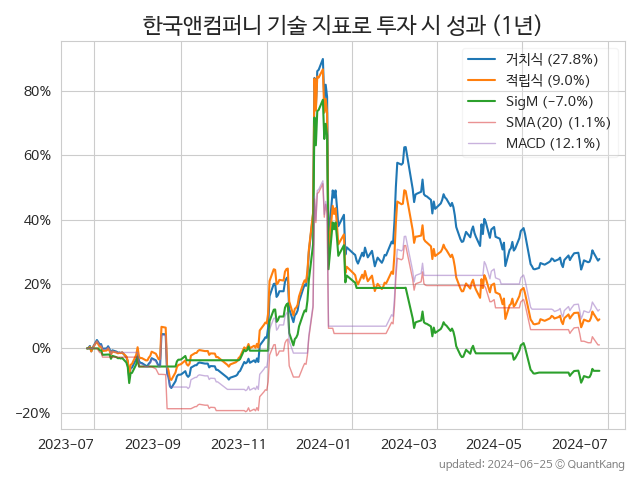 한국앤컴퍼니 기술 지표로 투자 시 성과 (1년)
거치식 (27.8%)
적립식 (9.0%)
SigM (−7.0%)
SMA(20) (1.1%)
MACD (12.1%)
80%
60%
40%
20%
0%
−20%
2023-07
2023-09
2023-11
2024-01
2024-03
2024-05
2024-07
updated: 2024-06-25 ⓒ QuantKang